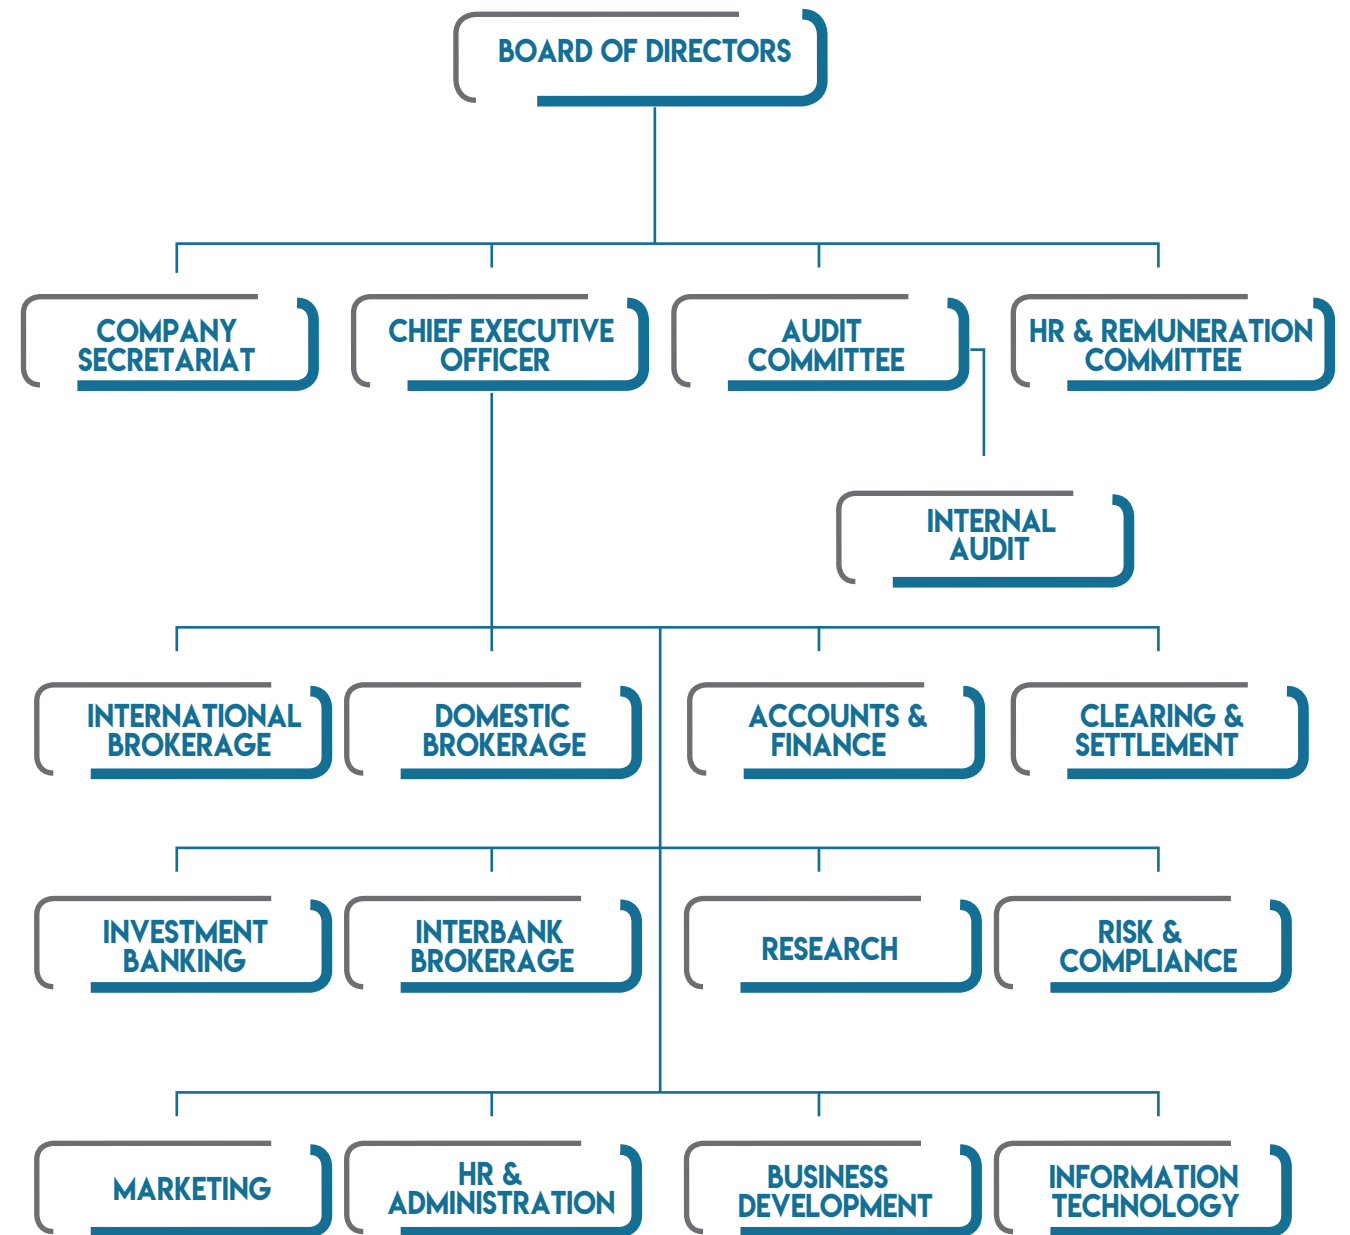 BOARD OF DIRECTORS
COMPANY
SECRETARIAT
CHIEF EXECUTIVE
OFFICER
AUDIT
COMMITTEE
HR & REMUNERATION
COMMITTEE
INTERNAL
AUDIT
INTERNATIONAL
BROKERAGE
DOMESTIC
BROKERAGE
ACCOUNTS &
FINANCE
CLEARING &
SETTLEMENT
INVESTMENT
BANKING
INTERBANK
BROKERAGE
RESEARCH
RISK &
COMPLIANCE
MARKETING
HR &
ADMINISTRATION
BUSINESS
DEVELOPMENT
INFORMATION
TECHNOLOGY